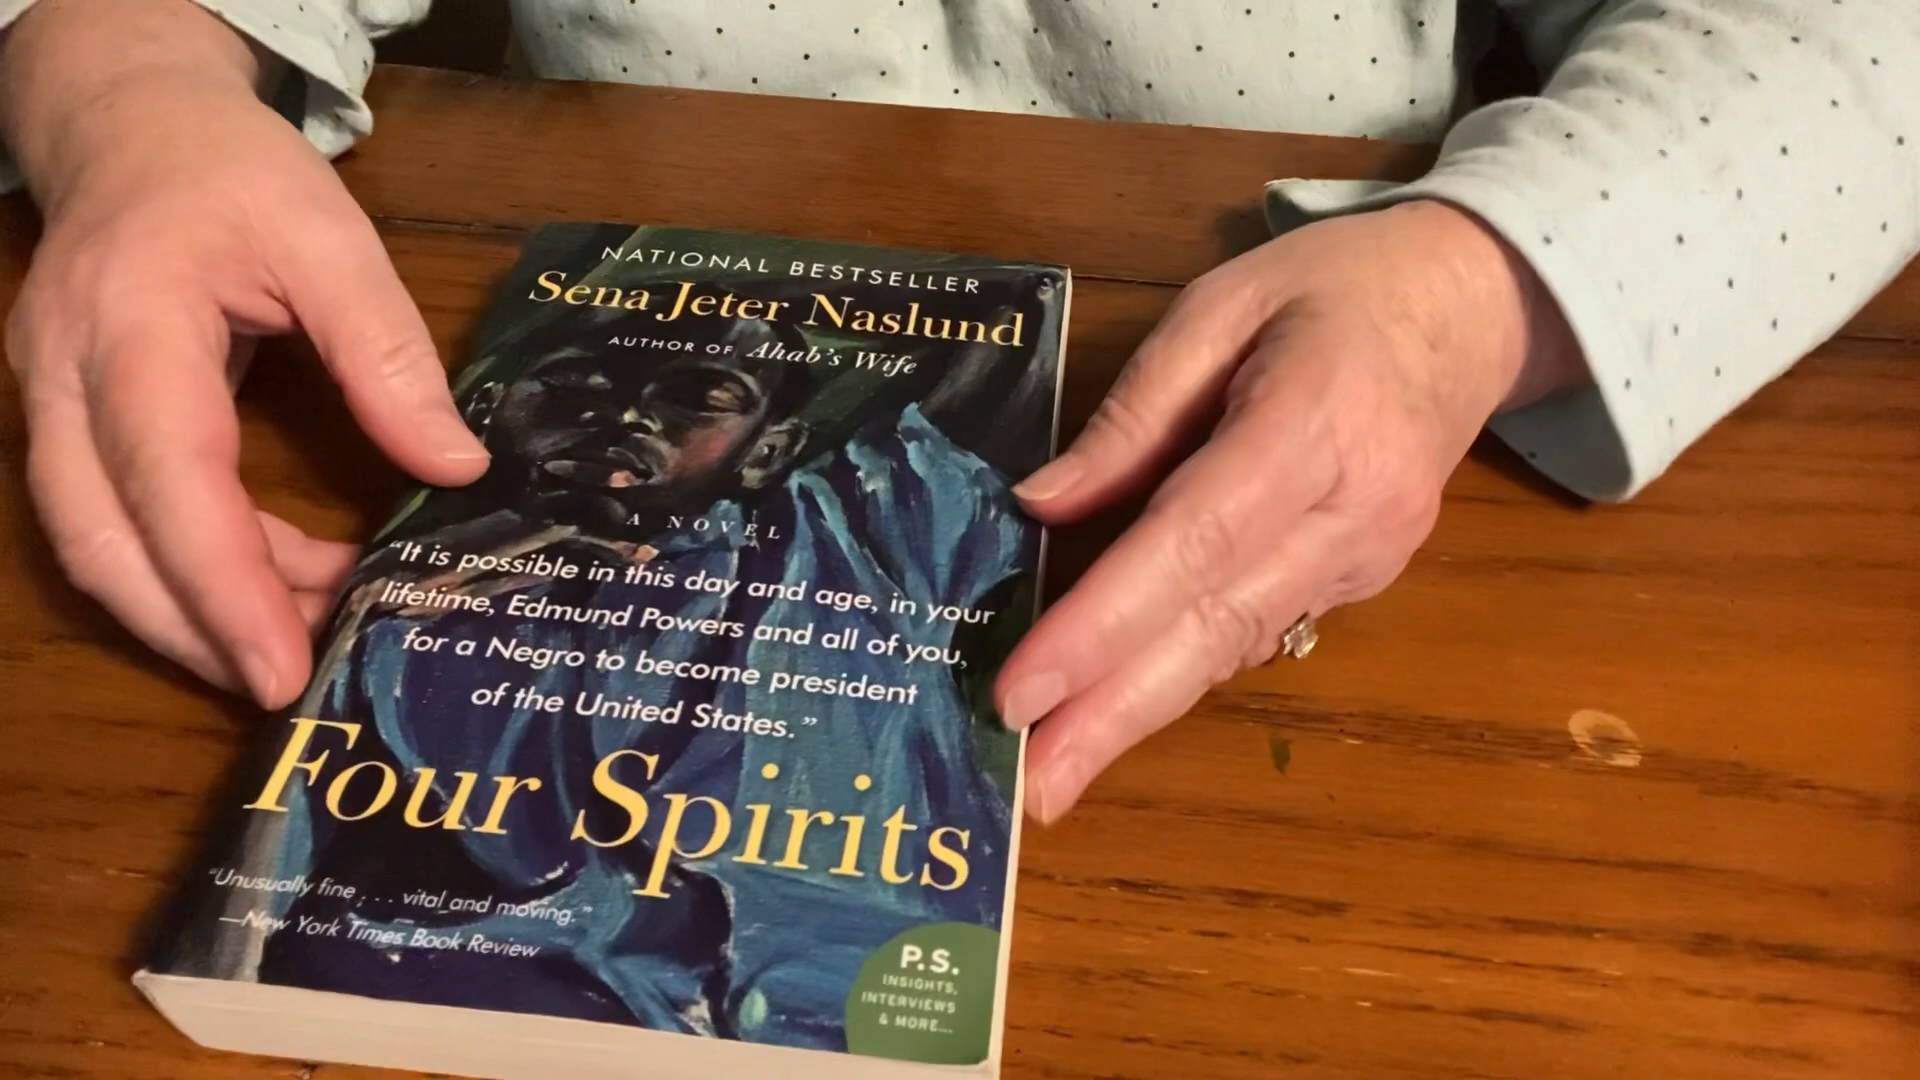 NATIONAL BESTSELLER
Sena Jeter Naslund
AUTHOR OF Ahab's Wife
A NOVEL
“It is possible in this day and age, in your
lifetime, Edmund Powers and all of you,
for a Negro to become president
of the United States.”
Four Spirits
“Unusually fine . . . vital and moving.”
—New York Times Book Review
P.S.
INSIGHTS,
INTERVIEWS
& MORE...